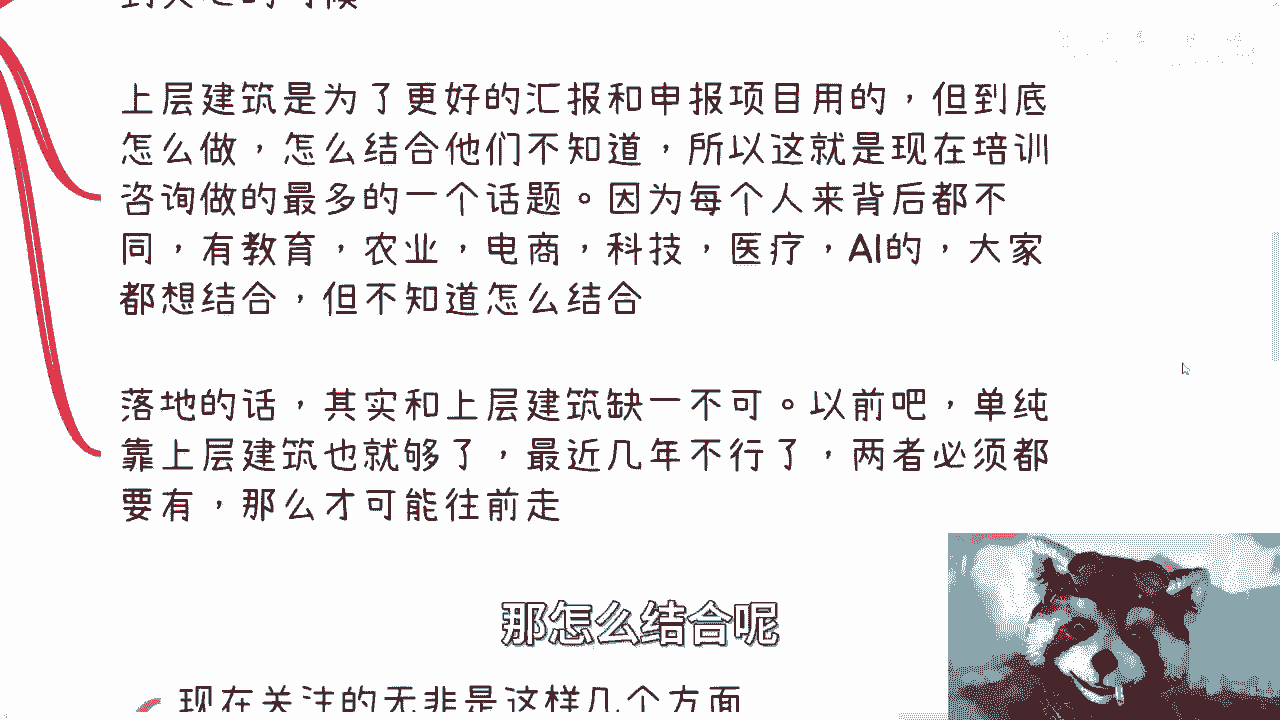 上层建筑是为了更好的汇报和申报项目用的，但到底
怎么做，怎么结合他们不知道，所以这就是现在培训
咨询做的最多的一个话题。因为每个人来背后都不
同，有教育，农业，电商，科技，医疗，AI的，大家
都想结合，但不知道怎么结合
落地的话，其实和上层建筑缺一不可。以前吧，单纯
靠上层建筑也就够了，最近几年不行了，两者必须都
要有，那么才可能往前走
那怎么结合呢
现在关注的无非是这样几个方面